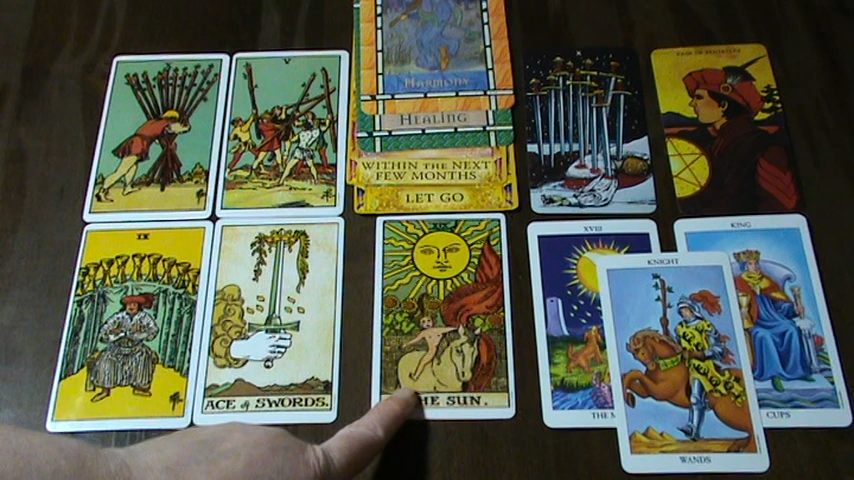 V
HARMONY
HEALING
WITHIN THE NEXT
FEW MONTHS
LET GO
IX
ACE of SWORDS.
HE SUN.
XVIII
THE M
KING
CUPS
KNIGHT
WANDS